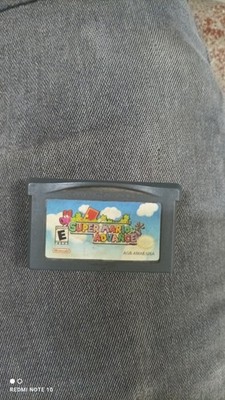 SUPER MARIO
ADVANCE
E
Nintendo
REDMI NOTE 10